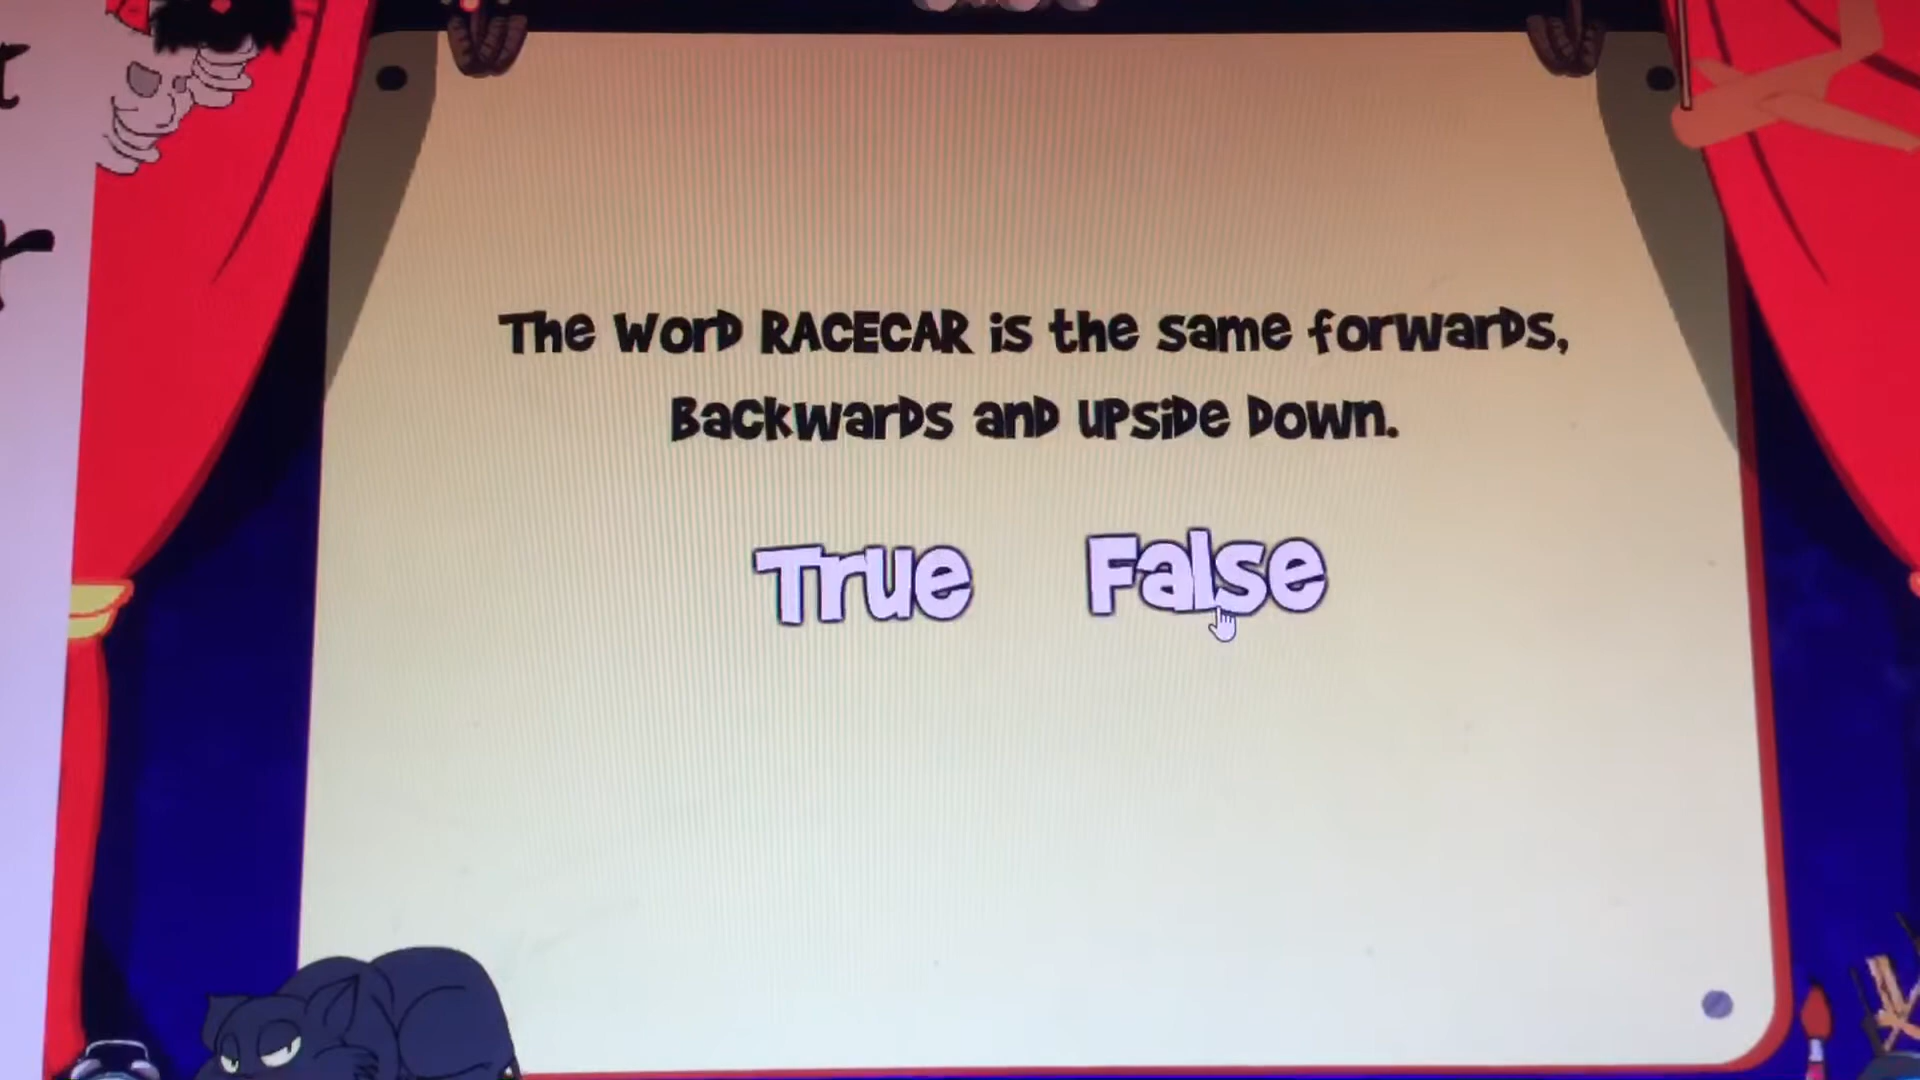 The word RACECAR is the same forwards,
Backwards and upside down.
True False